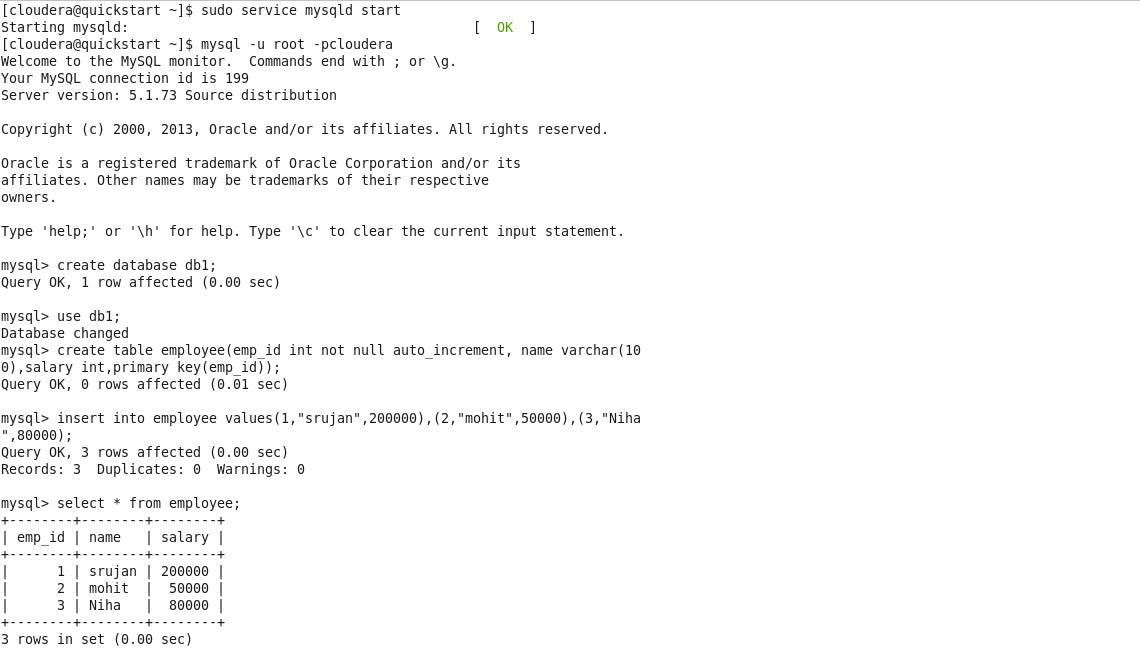 [cloudera@quickstart ~]$ sudo service mysqld start
Starting mysqld:                                           [  OK  ]
[cloudera@quickstart ~]$ mysql -u root -pcloudera
Welcome to the MySQL monitor.  Commands end with ; or \g.
Your MySQL connection id is 199
Server version: 5.1.73 Source distribution

Copyright (c) 2000, 2013, Oracle and/or its affiliates. All rights reserved.

Oracle is a registered trademark of Oracle Corporation and/or its
affiliates. Other names may be trademarks of their respective
owners.

Type 'help;' or '\h' for help. Type '\c' to clear the current input statement.

mysql> create database db1;
Query OK, 1 row affected (0.00 sec)

mysql> use db1;
Database changed
mysql> create table employee(emp_id int not null auto_increment, name varchar(10
0),salary int,primary key(emp_id));
Query OK, 0 rows affected (0.01 sec)

mysql> insert into employee values(1,"srujan",200000),(2,"mohit",50000),(3,"Niha
",80000);
Query OK, 3 rows affected (0.00 sec)
Records: 3  Duplicates: 0  Warnings: 0

mysql> select * from employee;
+--------+--------+--------+
| emp_id | name   | salary |
+--------+--------+--------+
|      1 | srujan | 200000 |
|      2 | mohit  |  50000 |
|      3 | Niha   |  80000 |
+--------+--------+--------+
3 rows in set (0.00 sec)